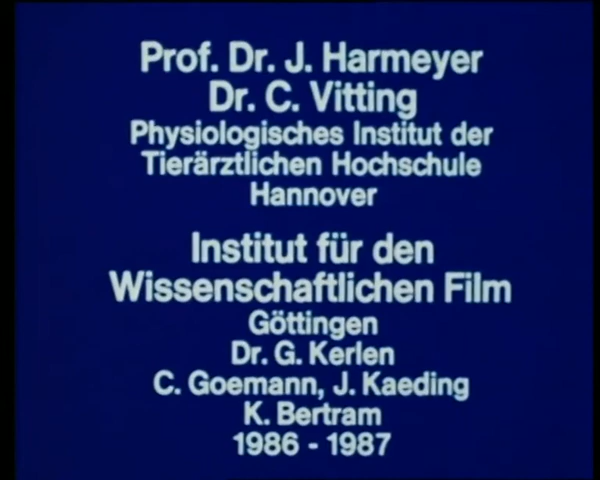 Prof. Dr. J. Harmeyer
Dr. C. Vitting
Physiologisches Institut der
Tierärztlichen Hochschule
Hannover
Institut für den
Wissenschaftlichen Film
Göttingen
Dr. G. Kerlen
C. Goemann, J. Kaeding
K. Bertram
1986 - 1987